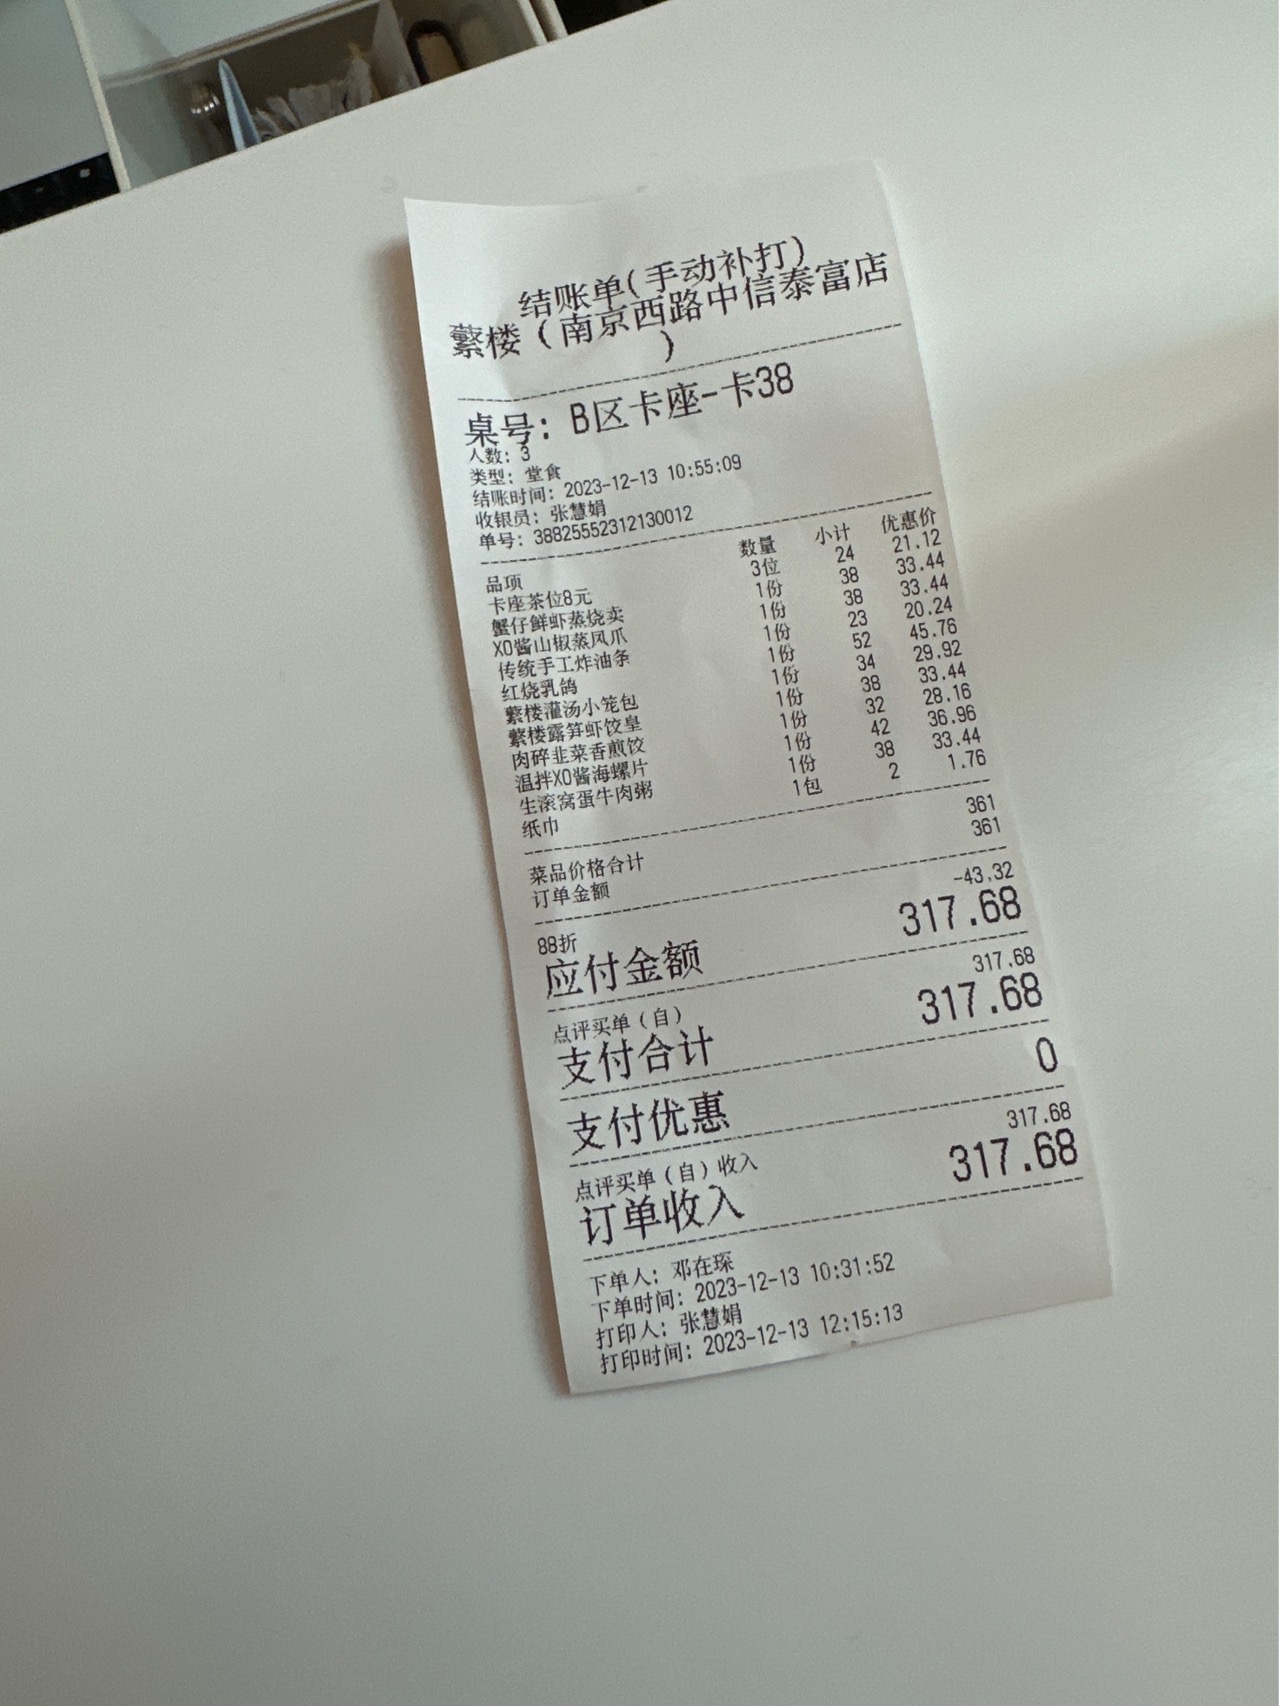 结账单(手动补打)
蘩楼（南京西路中信泰富店
）
桌号: B区卡座-卡38
人数: 3
类型: 堂食
结账时间: 2023-12-13 10:55:09
收银员: 张慧娟
单号: 38825552312130012
品项 数量 小计 优惠价
卡座茶位8元 3位 24 21.12
蟹仔鲜虾蒸烧卖 1份 38 33.44
XO酱山椒蒸凤爪 1份 38 33.44
传统手工炸油条 1份 23 20.24
红烧乳鸽 1份 52 45.76
蘩楼灌汤小笼包 1份 34 29.92
蘩楼露笋虾饺皇 1份 38 33.44
肉碎韭菜香煎饺 1份 32 28.16
温拌XO酱海螺片 1份 42 36.96
生滚窝蛋牛肉粥 1份 38 33.44
纸巾 1包 2 1.76
菜品价格合计 361
订单金额 361
88折 -43.32
应付金额 317.68
点评买单（自） 317.68
支付合计 317.68
支付优惠 0
点评买单（自）收入 317.68
订单收入 317.68
下单人: 邓在琛
下单时间: 2023-12-13 10:31:52
打印人: 张慧娟
打印时间: 2023-12-13 12:15:13